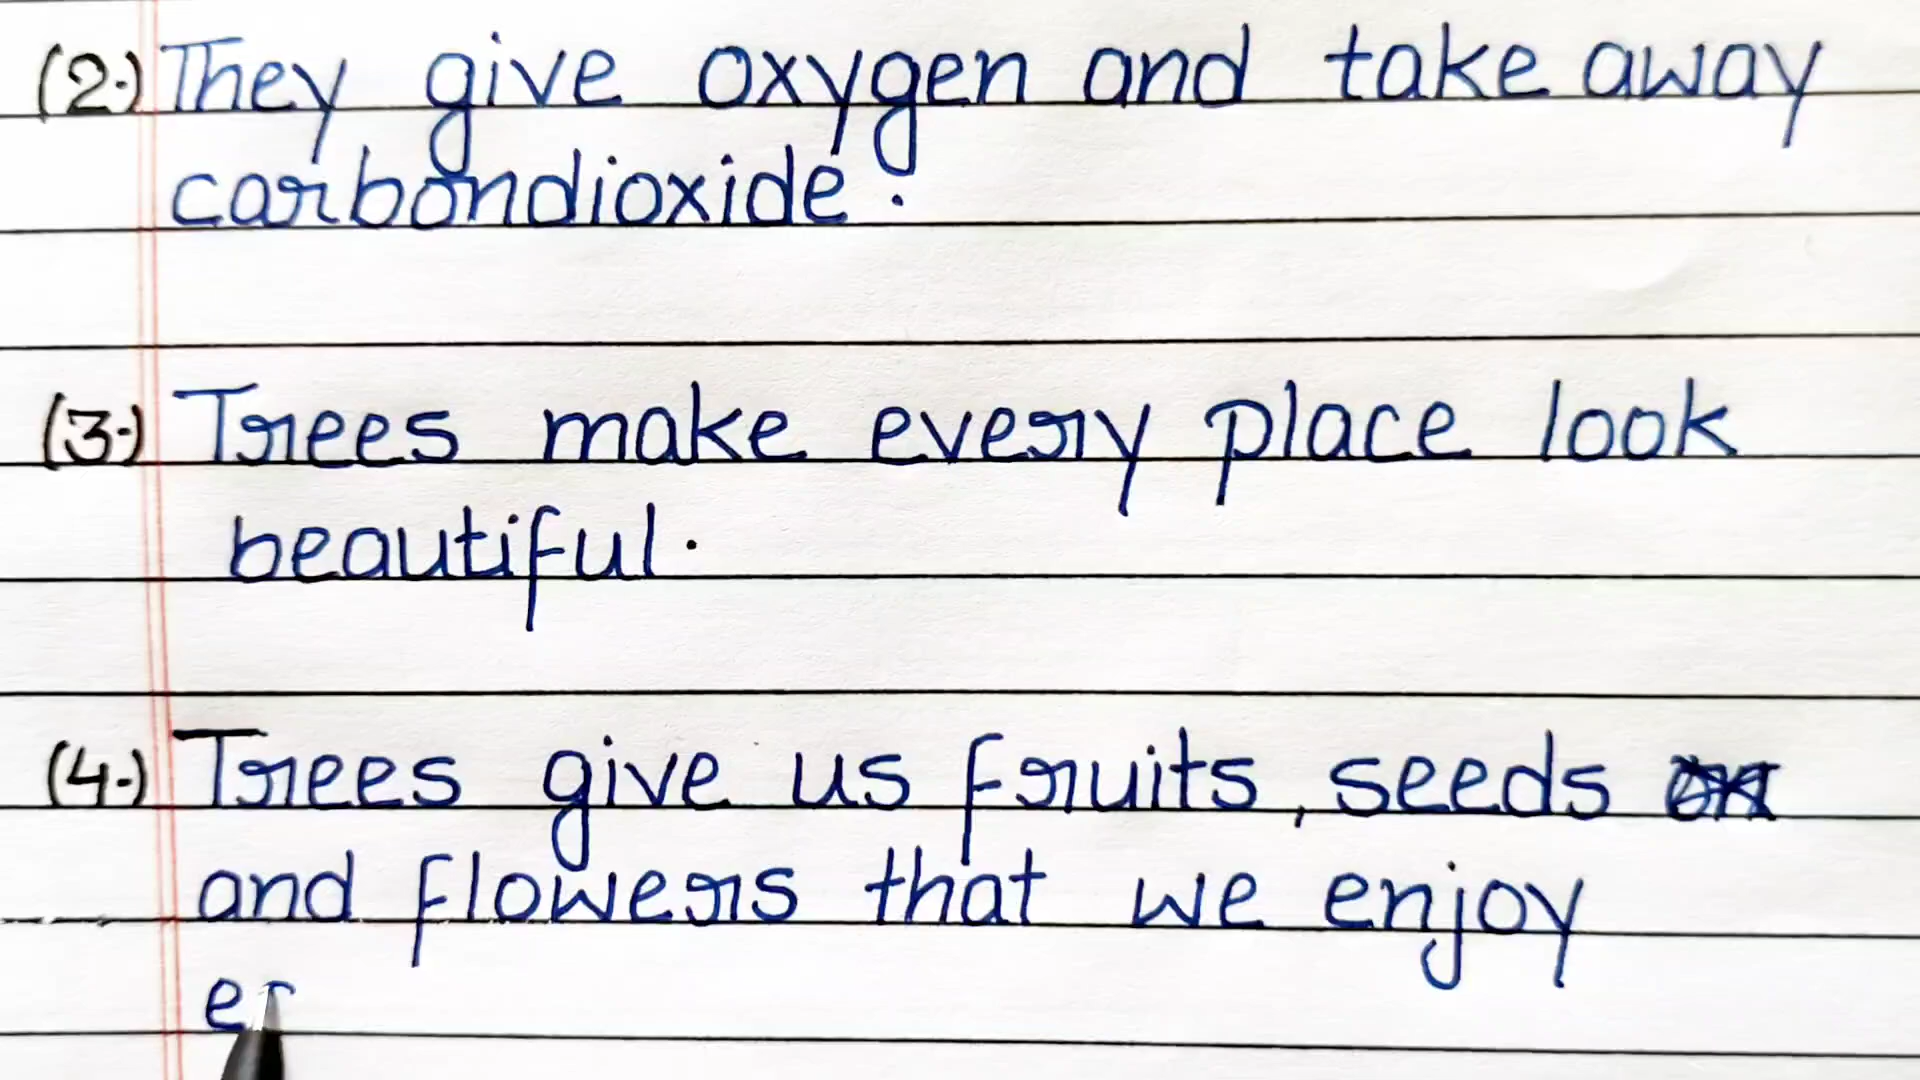 (2.) They give oxygen and take away
carbondioxide.
(3.) Trees make every place look
beautiful.
(4.) Trees give us fruits, seeds
and flowers that we enjoy